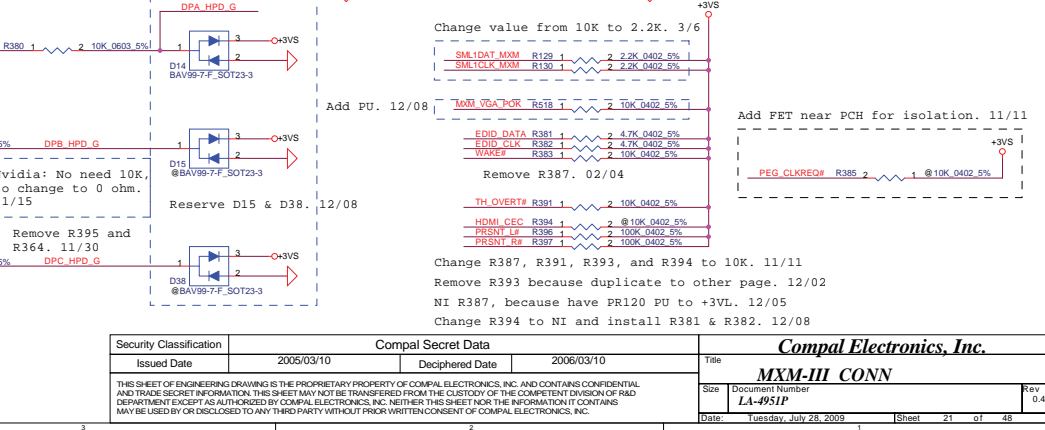 DPA_HPD_G
R380 1 2 10K_0603_5%
1 3 +3VS
2
D14
BAV99-7-F_SOT23-3
DPB_HPD_G
1 3 +3VS
2
D15
@BAV99-7-F_SOT23-3
No need 10K,
change to 0 ohm.
Reserve D15 & D38. 12/08
Remove R395 and
R364. 11/30
5% DPC_HPD_G
1 3 +3VS
2
D38
@BAV99-7-F_SOT23-3
+3VS
Change value from 10K to 2.2K. 3/6
SML1DAT_MXM R129 1 2 2.2K_0402_5%
SML1CLK_MXM R130 1 2 2.2K_0402_5%
Add PU. 12/08
MXM_VGA_POK R518 1 2 10K_0402_5%
EDID_DATA R381 1 2 4.7K_0402_5%
EDID_CLK R382 1 2 4.7K_0402_5%
WAKE# R383 1 2 10K_0402_5%
Remove R387. 02/04
TH_OVERT# R391 1 2 10K_0402_5%
HDMI_CEC R394 1 2 @10K_0402_5%
PRSNT_L# R396 1 2 100K_0402_5%
PRSNT_R# R397 1 2 100K_0402_5%
Change R387, R391, R393, and R394 to 10K. 11/11
Remove R393 because duplicate to other page. 12/02
NI R387, because have PR120 PU to +3VL. 12/05
Change R394 to NI and install R381 & R382. 12/08
Add FET near PCH for isolation. 11/11
+3VS
PEG_CLKREQ# R385 2 1 @10K_0402_5%
Security Classification Compal Secret Data
Issued Date 2005/03/10 Deciphered Date 2006/03/10
THIS SHEET OF ENGINEERING DRAWING IS THE PROPRIETARY PROPERTY OF COMPAL ELECTRONICS, INC. AND CONTAINS CONFIDENTIAL
AND TRADE SECRET INFORMATION. THIS SHEET MAY NOT BE TRANSFERED FROM THE CUSTODY OF THE COMPETENT DIVISION OF R&D
DEPARTMENT EXCEPT AS AUTHORIZED BY COMPAL ELECTRONICS, INC. NEITHER THIS SHEET NOR THE INFORMATION IT CONTAINS
MAY BE USED BY OR DISCLOSED TO ANY THIRD PARTY WITHOUT PRIOR WRITTEN CONSENT OF COMPAL ELECTRONICS, INC.
Compal Electronics, Inc.
Title
MXM-III CONN
Size Document Number Rev
LA-4951P 0.4
Date: Tuesday, July 28, 2009 Sheet 21 of 48
3 2 1